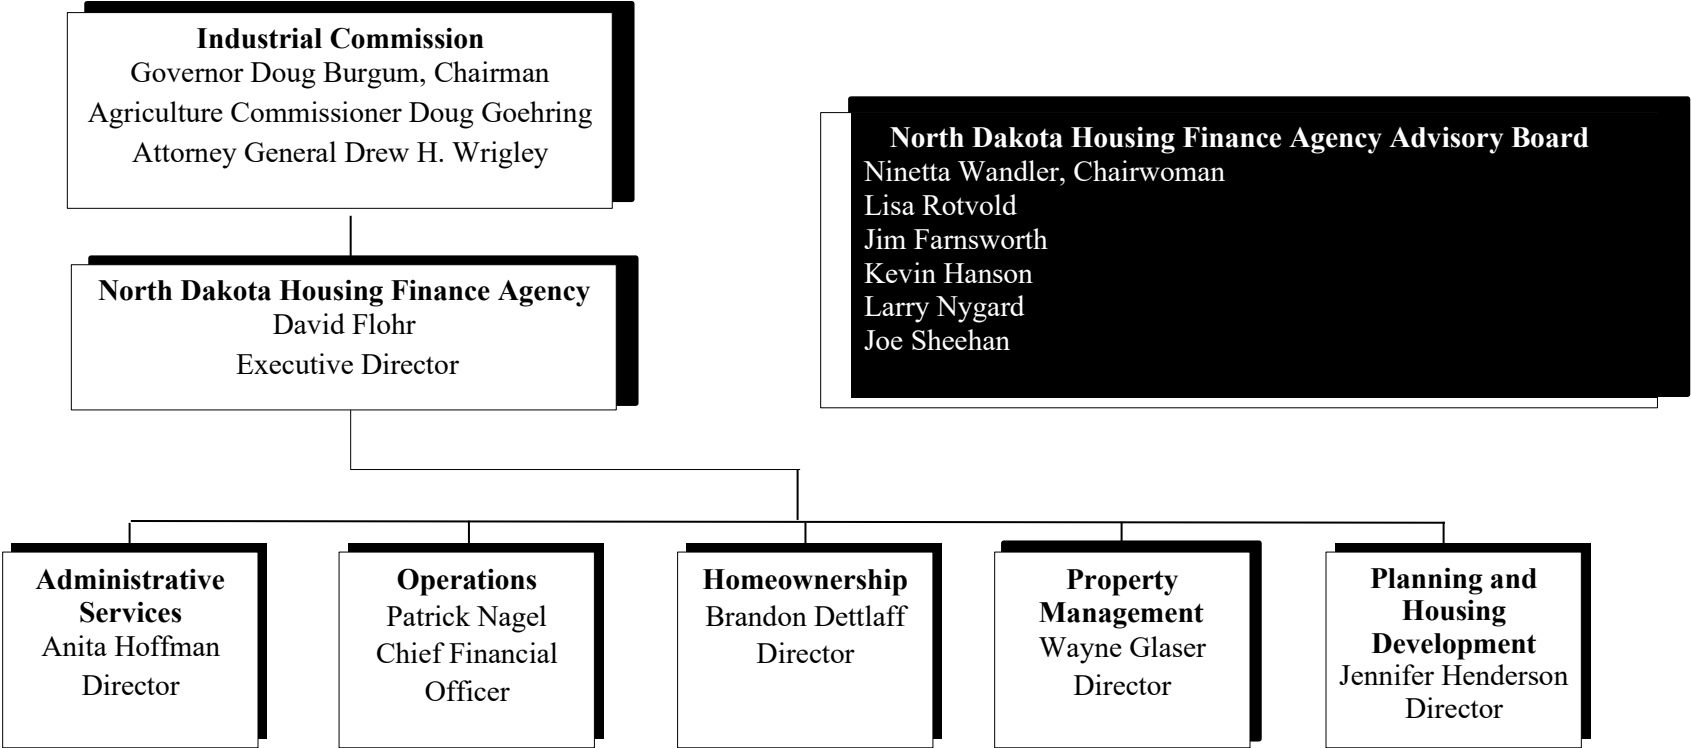 Industrial Commission
Governor Doug Burgum, Chairman
Agriculture Commissioner Doug Goehring
Attorney General Drew H. Wrigley
North Dakota Housing Finance Agency Advisory Board
Ninetta Wandler, Chairwoman
Lisa Rotvold
Jim Farnsworth
Kevin Hanson
Larry Nygard
Joe Sheehan
North Dakota Housing Finance Agency
David Flohr
Executive Director
Administrative
Services
Anita Hoffman
Director
Operations
Patrick Nagel
Chief Financial
Officer
Homeownership
Brandon Dettlaff
Director
Property
Management
Wayne Glaser
Director
Planning and
Housing
Development
Jennifer Henderson
Director